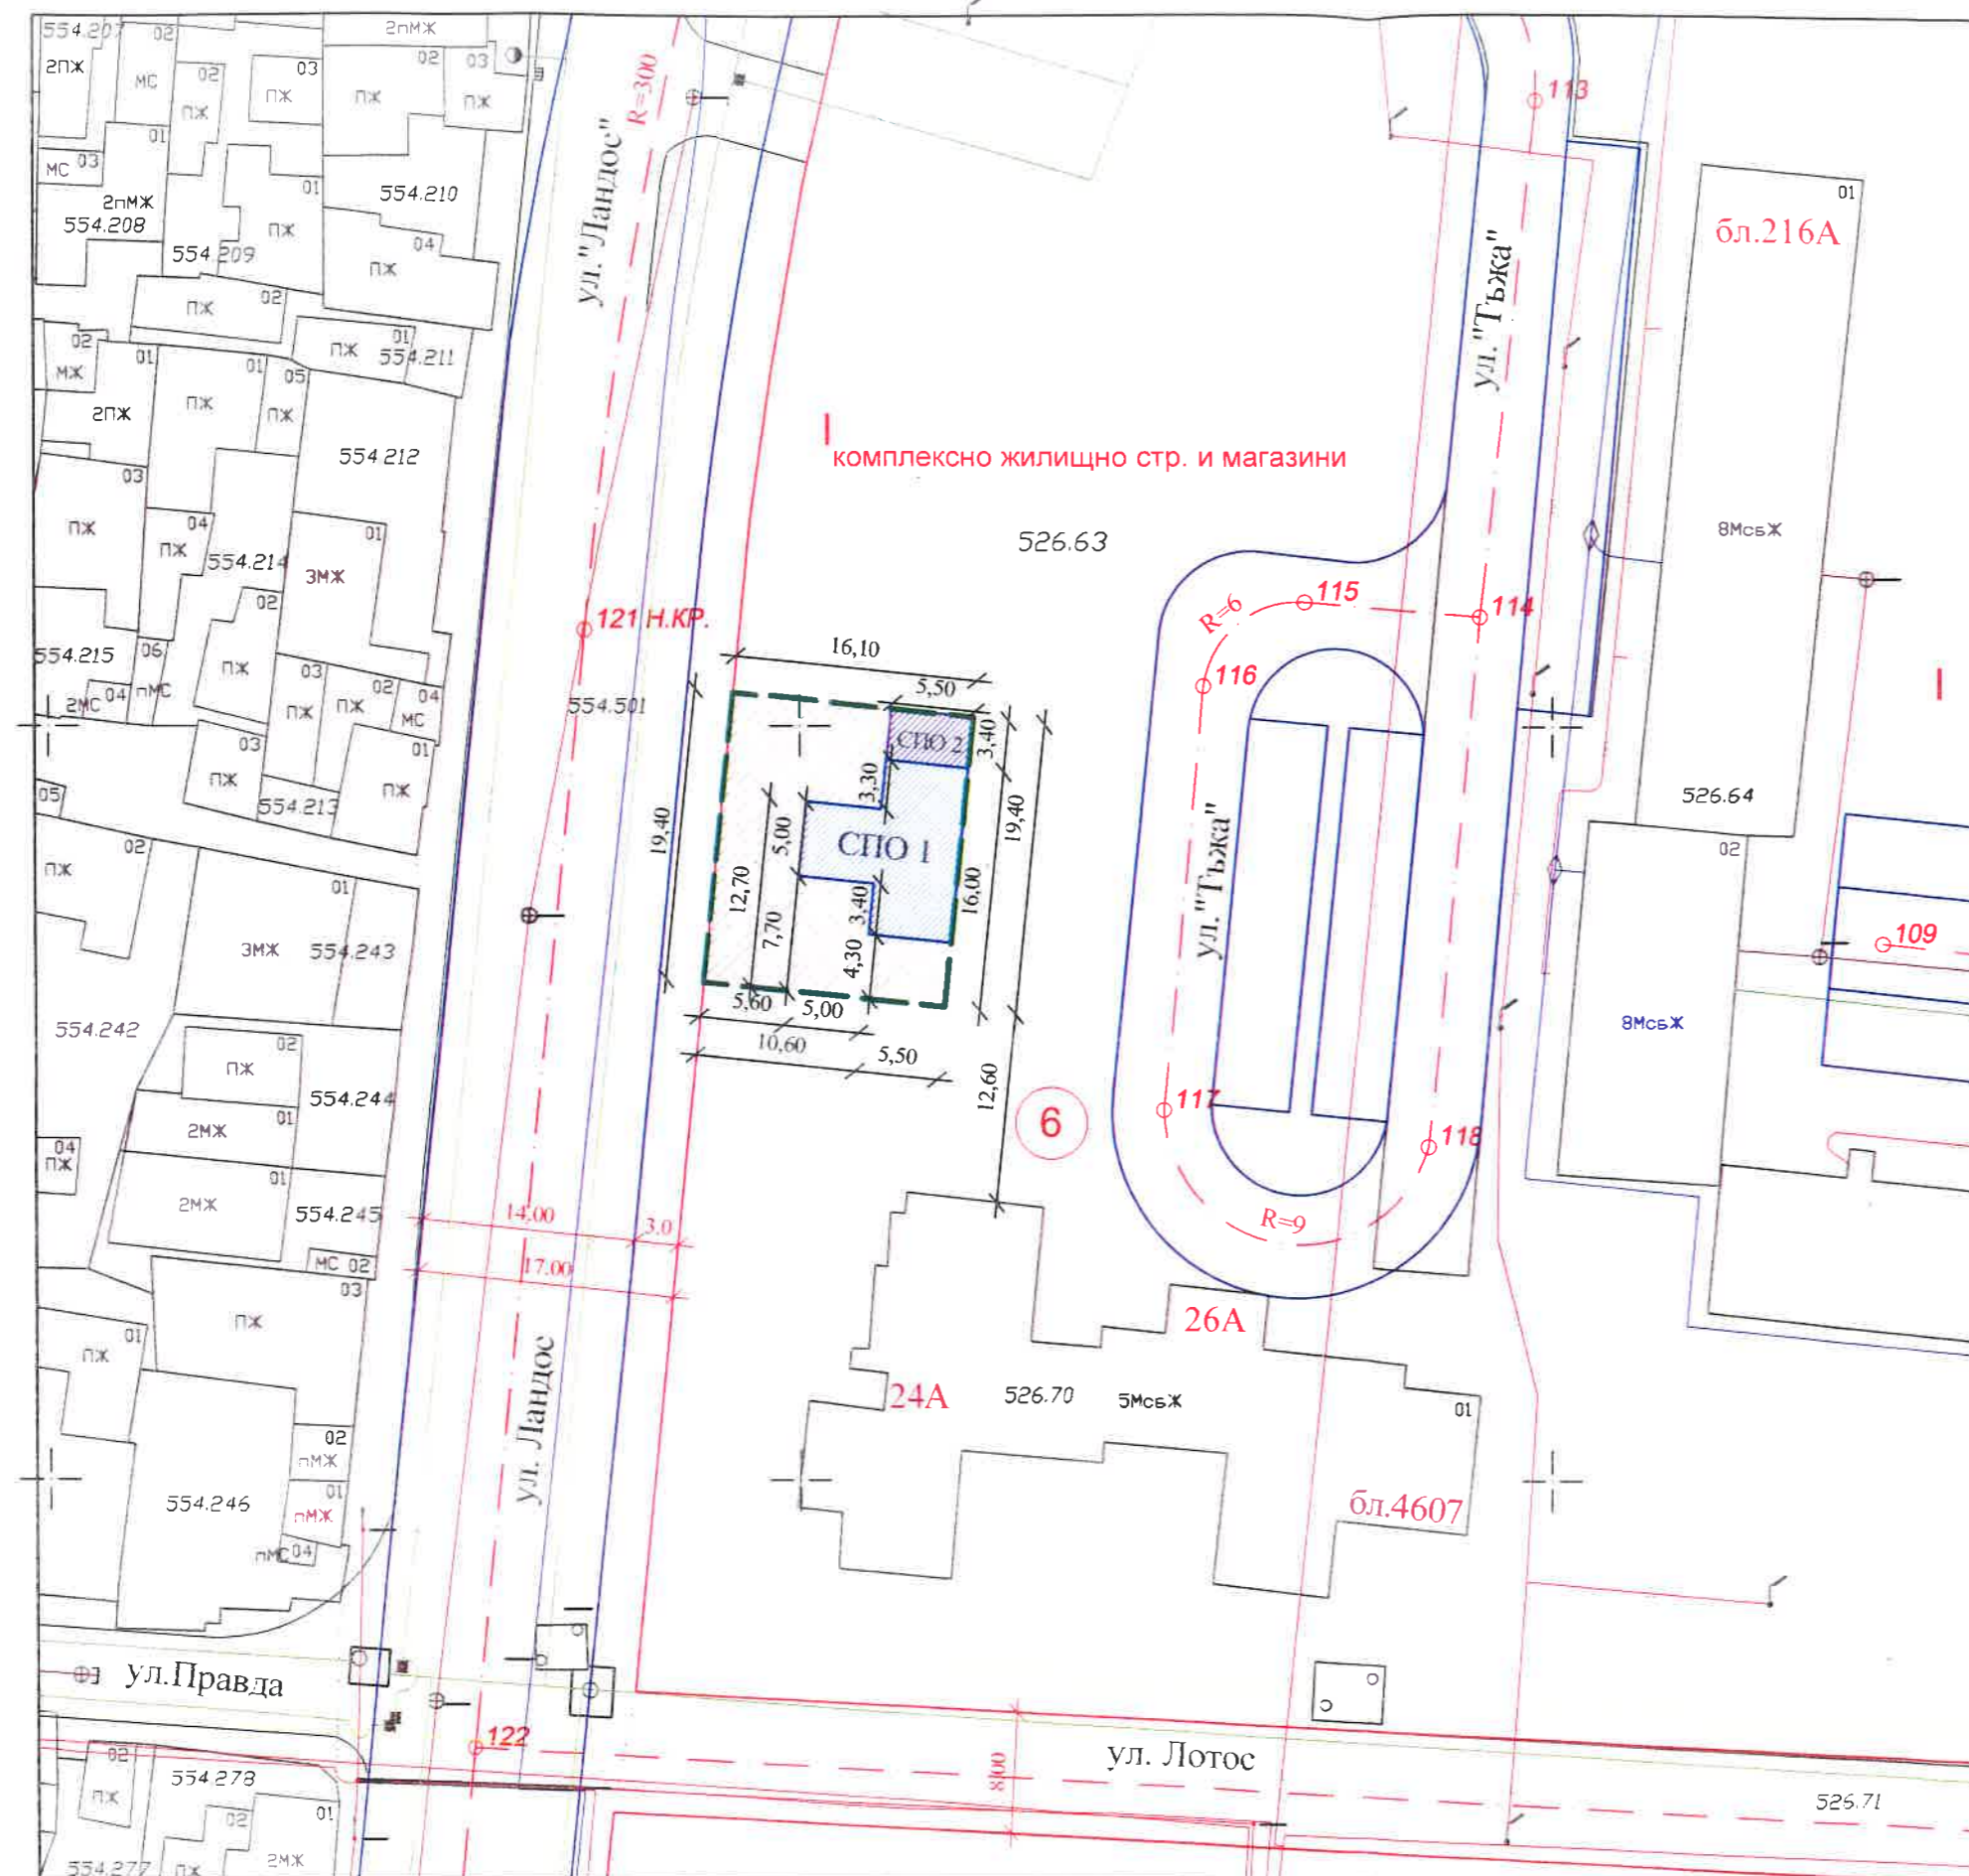 554.207
02
2пМЖ
2ПЖ
МС
02
ПЖ
03
ПЖ
02
ПЖ
03
ПЖ
R=300
113
МС 03
01
2пМЖ
554.208
554.209
01
ПЖ
554.210
04
ПЖ
ул."Ландос"
ул."Тъжа"
01
бл.216А
02
ПЖ
01
ПЖ
554.211
02
МЖ
01
2ПЖ
01
ПЖ
05
ПЖ
554.212
I
комплексно жилищно стр. и магазини
526.63
03
ПЖ
04
ПЖ
554.214
01
3МЖ
8МсбЖ
02
ПЖ
121 Н.КР.
R=6
115
114
116
554.215
06
2МС 04
пМС
03
ПЖ
02
ПЖ
04
МС
554.501
16,10
5,50
СПО 2
3,40
3,30
19,40
I
03
ПЖ
01
ПЖ
554.213
05
02
ПЖ
526.64
02
19,40
5,00
СПО 1
12,70
7,70
3,40
4,30
16,00
ул."Тъжа"
01
3МЖ
554.243
109
554.242
5,60
5,00
10,60
5,50
12,60
8МсбЖ
02
ПЖ
554.244
01
2МЖ
6
117
118
04
ПЖ
01
2МЖ
554.245
МС 02
14.00
3.0
17.00
R=9
03
ПЖ
01
ПЖ
26А
24А
526.70
5МсбЖ
01
ул. Ландос
02
пМЖ
01
пМЖ
пМС 04
554.246
бл.4607
ул.Правда
122
ул. Лотос
8.00
526.71
02
ПЖ
554.278
02
01
554.277
ПЖ
2МЖ